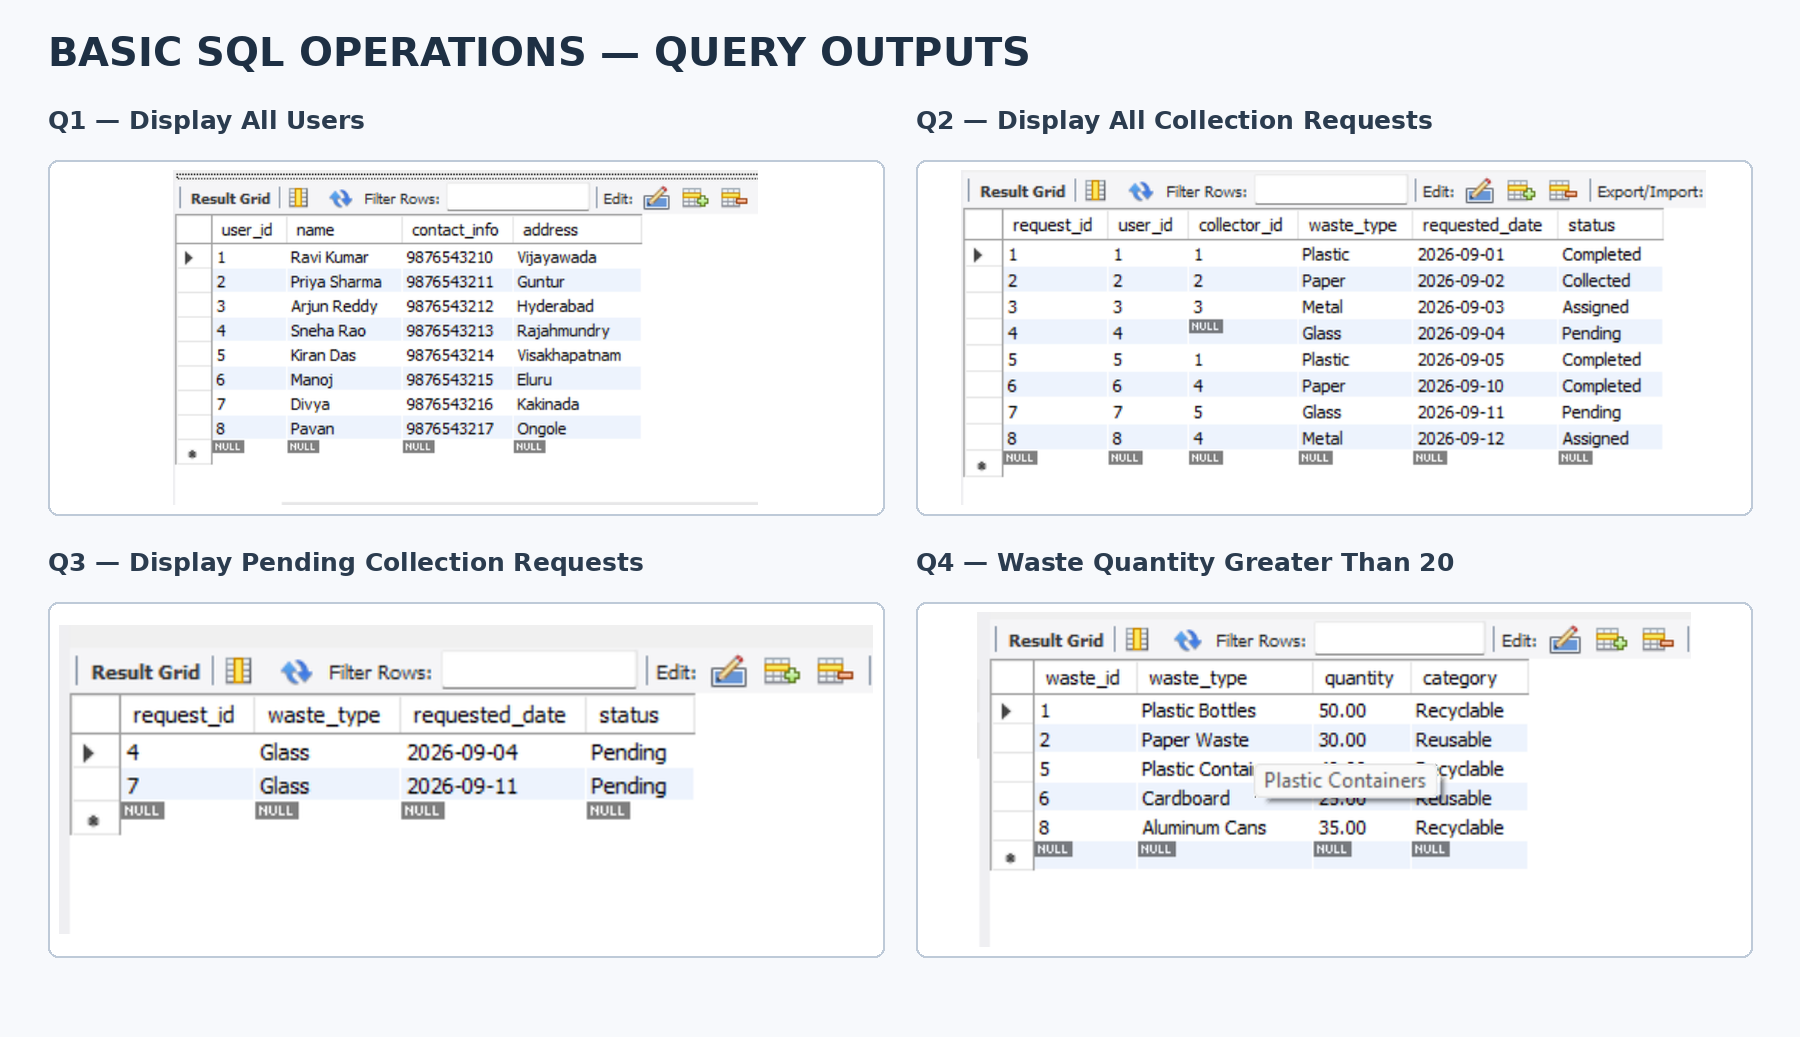 BASIC SQL OPERATIONS — QUERY OUTPUTS
Q1 — Display All Users
Result Grid Filter Rows: Edit:
user_id name contact_info address
1 Ravi Kumar 9876543210 Vijayawada
2 Priya Sharma 9876543211 Guntur
3 Arjun Reddy 9876543212 Hyderabad
4 Sneha Rao 9876543213 Rajahmundry
5 Kiran Das 9876543214 Visakhapatnam
6 Manoj 9876543215 Eluru
7 Divya 9876543216 Kakinada
8 Pavan 9876543217 Ongole
NULL NULL NULL NULL
Q2 — Display All Collection Requests
Result Grid Filter Rows: Edit: Export/Import:
request_id user_id collector_id waste_type requested_date status
1 1 1 Plastic 2026-09-01 Completed
2 2 2 Paper 2026-09-02 Collected
3 3 3 Metal 2026-09-03 Assigned
4 4 NULL Glass 2026-09-04 Pending
5 5 1 Plastic 2026-09-05 Completed
6 6 4 Paper 2026-09-10 Completed
7 7 5 Glass 2026-09-11 Pending
8 8 4 Metal 2026-09-12 Assigned
NULL NULL NULL NULL NULL NULL
Q3 — Display Pending Collection Requests
Result Grid Filter Rows: Edit:
request_id waste_type requested_date status
4 Glass 2026-09-04 Pending
7 Glass 2026-09-11 Pending
NULL NULL NULL NULL
Q4 — Waste Quantity Greater Than 20
Result Grid Filter Rows: Edit:
waste_id waste_type quantity category
1 Plastic Bottles 50.00 Recyclable
2 Paper Waste 30.00 Reusable
5 Plastic Contai
Plastic Containers
6 Cardboard Reusable
8 Aluminum Cans 35.00 Recyclable
NULL NULL NULL NULL